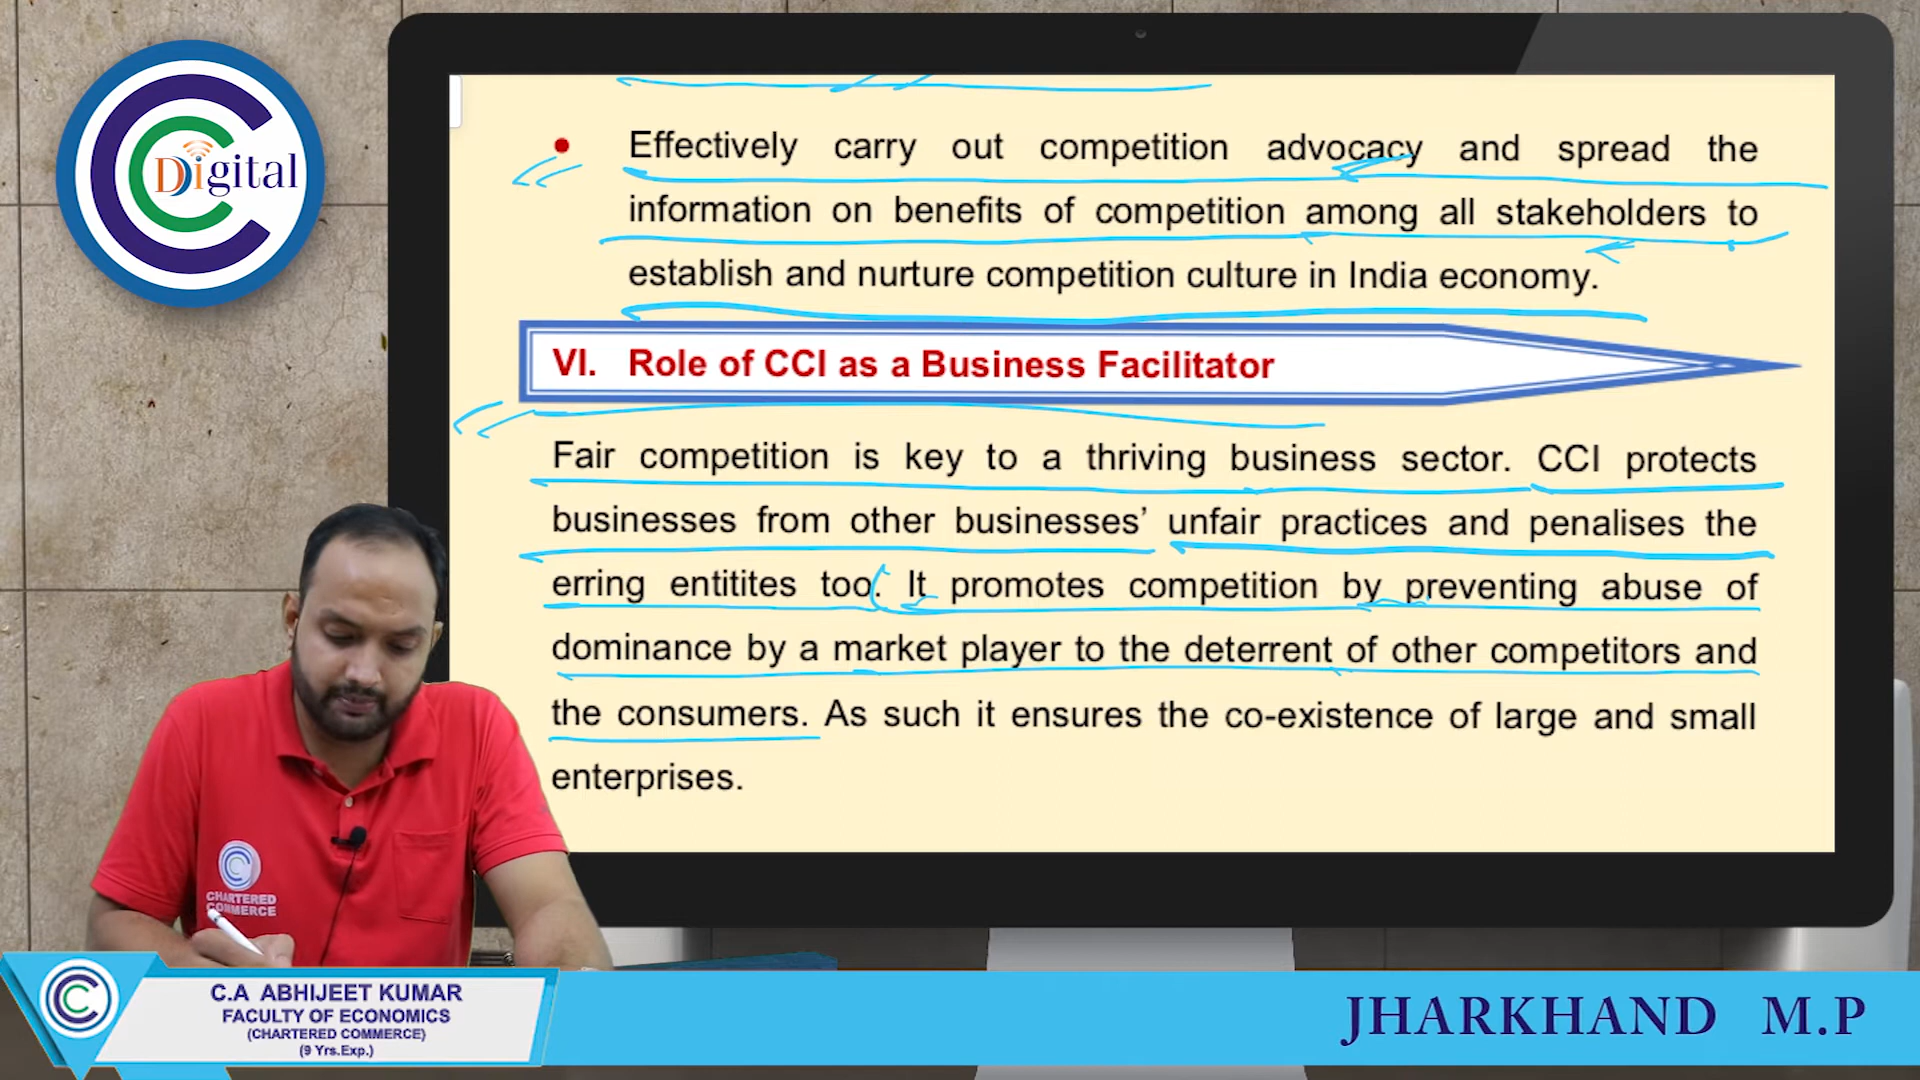 Digital
Effectively carry out competition advocacy and spread the
information on benefits of competition among all stakeholders to
establish and nurture competition culture in India economy.
VI. Role of CCI as a Business Facilitator
Fair competition is key to a thriving business sector. CCI protects
businesses from other businesses' unfair practices and penalises the
erring entitites too. It promotes competition by preventing abuse of
dominance by a market player to the deterrent of other competitors and
the consumers. As such it ensures the co-existence of large and small
enterprises.
CHARTERED
COMMERCE
C.A ABHIJEET KUMAR
FACULTY OF ECONOMICS
(CHARTERED COMMERCE)
(9 Yrs.Exp.)
JHARKHAND M.P